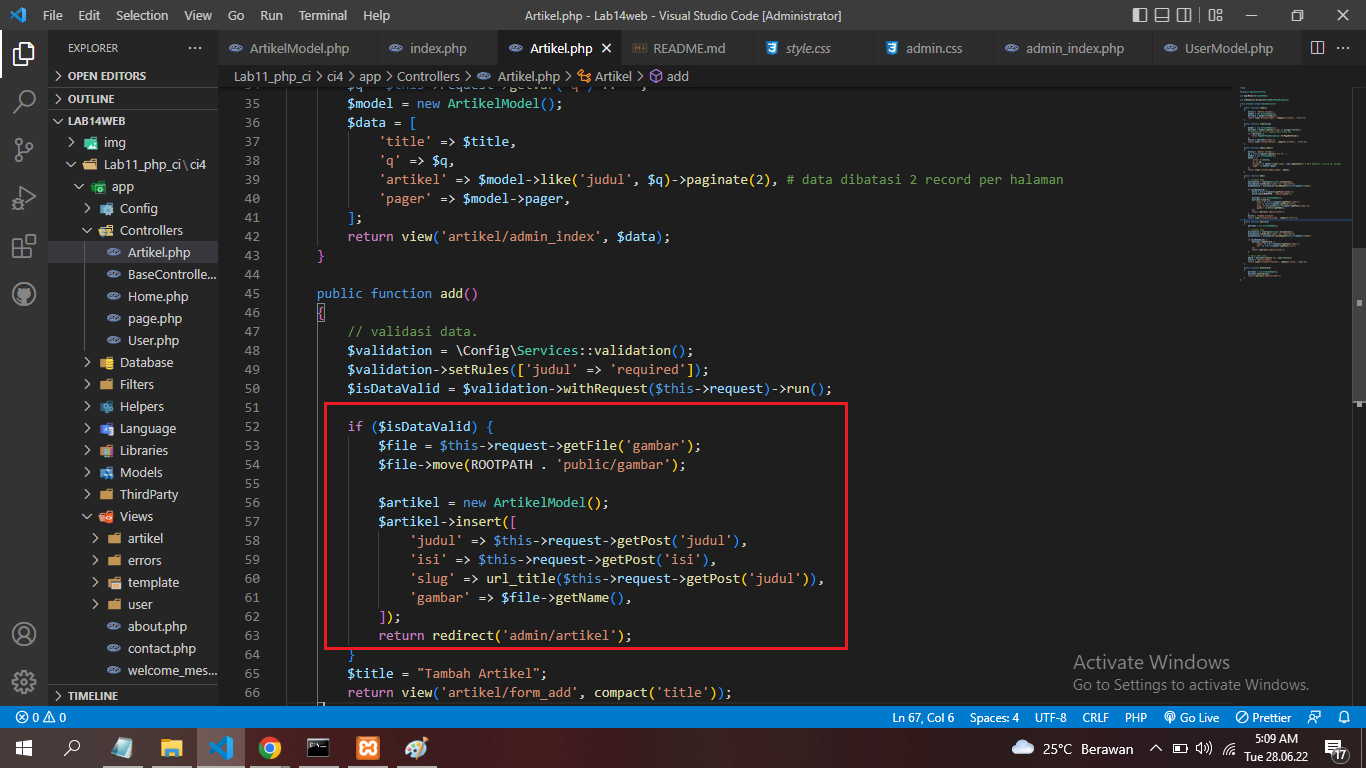 File Edit Selection View Go Run Terminal Help
Artikel.php - Lab14web - Visual Studio Code [Administrator]
EXPLORER
OPEN EDITORS
OUTLINE
LAB14WEB
img
Lab11_php_ci \ ci4
app
Config
Controllers
Artikel.php
BaseControlle...
Home.php
page.php
User.php
Database
Filters
Helpers
Language
Libraries
Models
ThirdParty
Views
artikel
errors
template
user
about.php
contact.php
welcome_mes...
TIMELINE
ArtikelModel.php index.php Artikel.php README.md style.css admin.css admin_index.php UserModel.php
Lab11_php_ci > ci4 > app > Controllers > Artikel.php > Artikel > add
35 $model = new ArtikelModel();
36 $data = [
37 'title' => $title,
38 'q' => $q,
39 'artikel' => $model->like('judul', $q)->paginate(2), # data dibatasi 2 record per halaman
40 'pager' => $model->pager,
41 ];
42 return view('artikel/admin_index', $data);
43 }
44
45 public function add()
46 {
47 // validasi data.
48 $validation = \Config\Services::validation();
49 $validation->setRules(['judul' => 'required']);
50 $isDataValid = $validation->withRequest($this->request)->run();
51
52 if ($isDataValid) {
53 $file = $this->request->getFile('gambar');
54 $file->move(ROOTPATH . 'public/gambar');
55
56 $artikel = new ArtikelModel();
57 $artikel->insert([
58 'judul' => $this->request->getPost('judul'),
59 'isi' => $this->request->getPost('isi'),
60 'slug' => url_title($this->request->getPost('judul')),
61 'gambar' => $file->getName(),
62 ]);
63 return redirect('admin/artikel');
64 }
65 $title = "Tambah Artikel";
66 return view('artikel/form_add', compact('title'));
Activate Windows
Go to Settings to activate Windows.
0 0 Ln 67, Col 6 Spaces: 4 UTF-8 CRLF PHP Go Live Prettier
25°C Berawan
5:09 AM
Tue 28.06.22
17